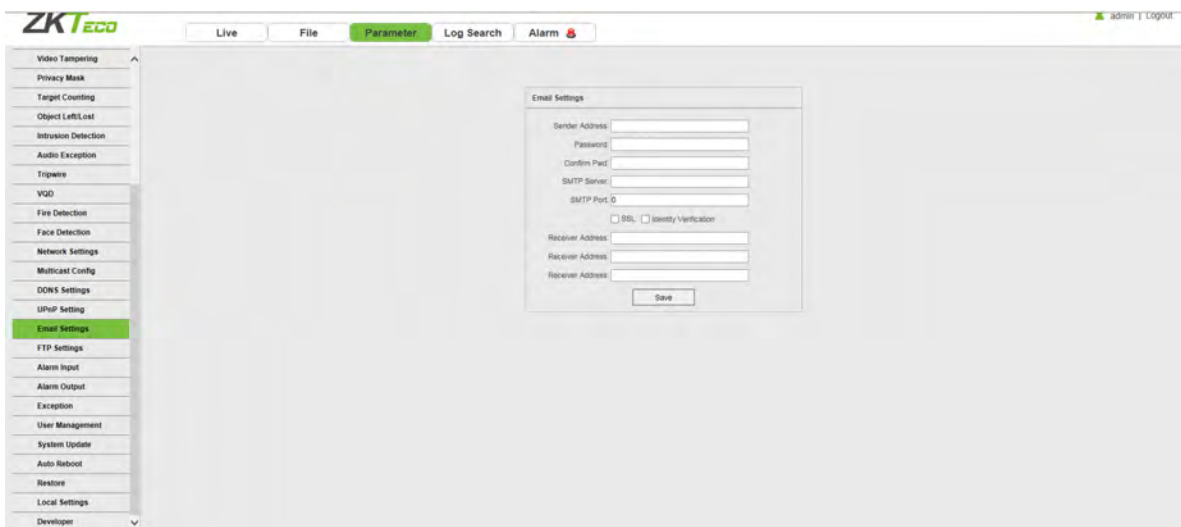 ZKTECO
admin | Logout
Live File Parameter Log Search Alarm
Video Tampering
Privacy Mask
Target Counting
Object Left/Lost
Intrusion Detection
Audio Exception
Tripwire
VQD
Fire Detection
Face Detection
Network Settings
Multicast Config
DDNS Settings
UPnP Setting
Email Settings
FTP Settings
Alarm Input
Alarm Output
Exception
User Management
System Update
Auto Reboot
Restore
Local Settings
Developer
Email Settings
Sender Address
Password
Confirm Pwd
SMTP Server
SMTP Port 0
SSL Identity Verification
Receiver Address
Receiver Address
Receiver Address
Save